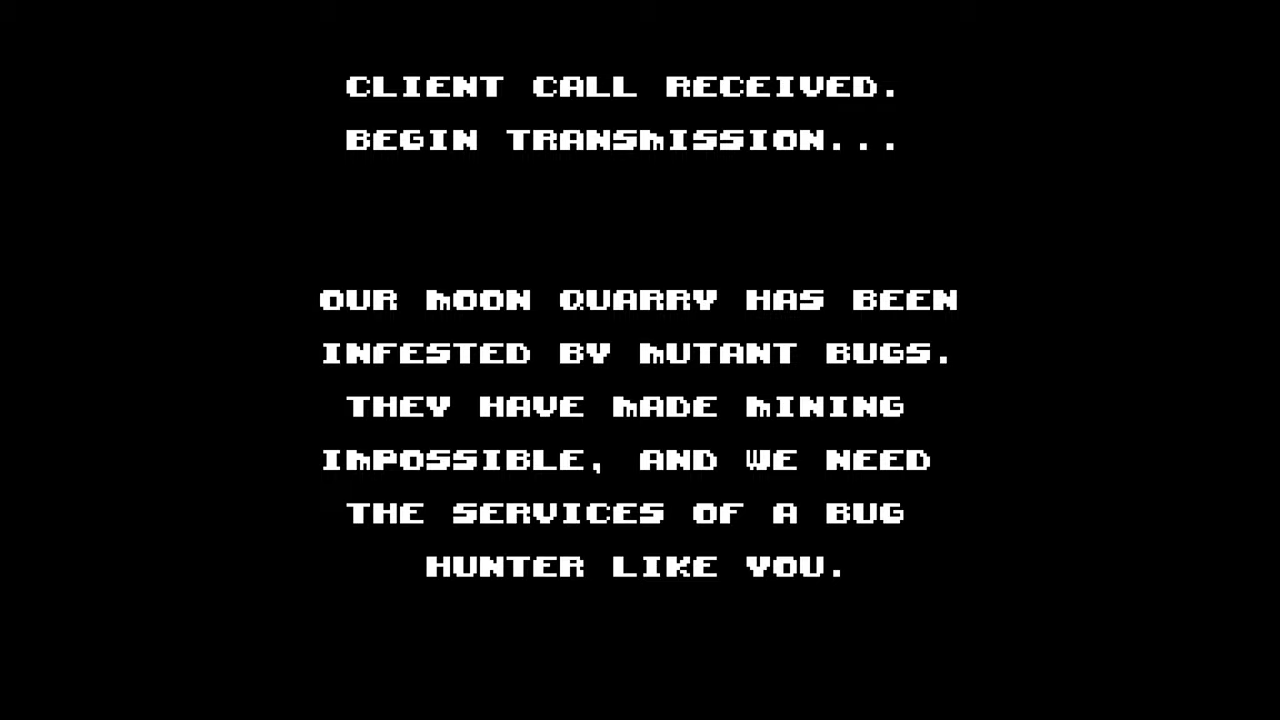 CLIENT CALL RECEIVED.
BEGIN TRANSMISSION...
OUR MOON QUARRY HAS BEEN
INFESTED BY MUTANT BUGS.
THEY HAVE MADE MINING
IMPOSSIBLE, AND WE NEED
THE SERVICES OF A BUG
HUNTER LIKE YOU.